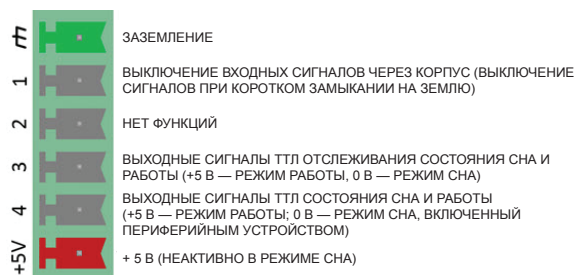 ЗАЗЕМЛЕНИЕ
1
ВЫКЛЮЧЕНИЕ ВХОДНЫХ СИГНАЛОВ ЧЕРЕЗ КОРПУС (ВЫКЛЮЧЕНИЕ
СИГНАЛОВ ПРИ КОРОТКОМ ЗАМЫКАНИИ НА ЗЕМЛЮ)
2
НЕТ ФУНКЦИЙ
3
ВЫХОДНЫЕ СИГНАЛЫ ТТЛ ОТСЛЕЖИВАНИЯ СОСТОЯНИЯ СНА И
РАБОТЫ (+5 В — РЕЖИМ РАБОТЫ, 0 В — РЕЖИМ СНА)
4
ВЫХОДНЫЕ СИГНАЛЫ ТТЛ СОСТОЯНИЯ СНА И РАБОТЫ
(+5 В — РЕЖИМ РАБОТЫ; 0 В — РЕЖИМ СНА, ВКЛЮЧЕННЫЙ
ПЕРИФЕРИЙНЫМ УСТРОЙСТВОМ)
+5V
+ 5 В (НЕАКТИВНО В РЕЖИМЕ СНА)